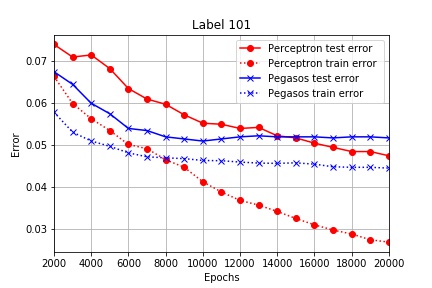 Label 101
Perceptron test error
Perceptron train error
Pegasos test error
Pegasos train error
Error
0.07
0.06
0.05
0.04
0.03
2000 4000 6000 8000 10000 12000 14000 16000 18000 20000
Epochs